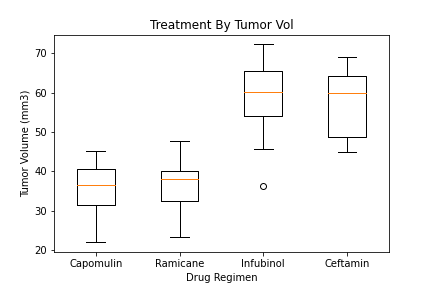 Treatment By Tumor Vol
Tumor Volume (mm3)
70
60
50
40
30
20
Capomulin
Ramicane
Infubinol
Ceftamin
Drug Regimen